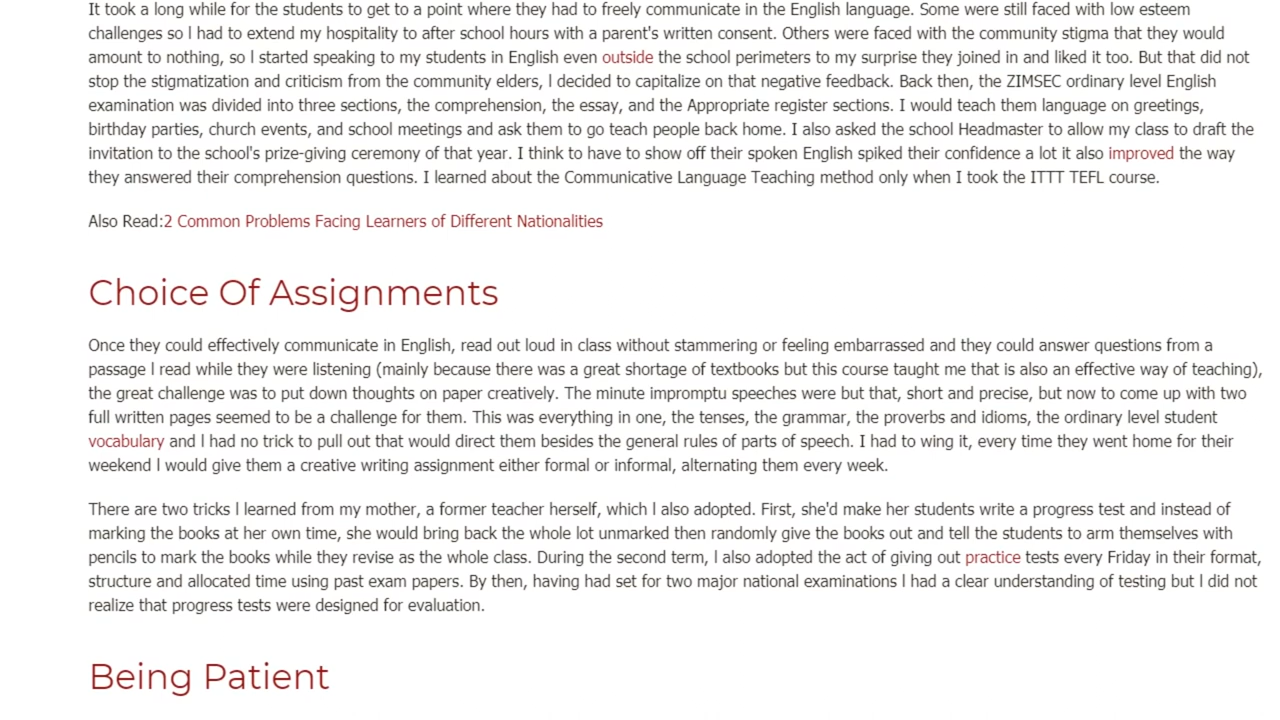 It took a long while for the students to get to a point where they had to freely communicate in the English language. Some were still faced with low esteem
challenges so I had to extend my hospitality to after school hours with a parent's written consent. Others were faced with the community stigma that they would
amount to nothing, so I started speaking to my students in English even outside the school perimeters to my surprise they joined in and liked it too. But that did not
stop the stigmatization and criticism from the community elders, I decided to capitalize on that negative feedback. Back then, the ZIMSEC ordinary level English
examination was divided into three sections, the comprehension, the essay, and the Appropriate register sections. I would teach them language on greetings,
birthday parties, church events, and school meetings and ask them to go teach people back home. I also asked the school Headmaster to allow my class to draft the
invitation to the school's prize-giving ceremony of that year. I think to have to show off their spoken English spiked their confidence a lot it also improved the way
they answered their comprehension questions. I learned about the Communicative Language Teaching method only when I took the ITTT TEFL course.
Also Read:2 Common Problems Facing Learners of Different Nationalities
Choice Of Assignments
Once they could effectively communicate in English, read out loud in class without stammering or feeling embarrassed and they could answer questions from a
passage I read while they were listening (mainly because there was a great shortage of textbooks but this course taught me that is also an effective way of teaching),
the great challenge was to put down thoughts on paper creatively. The minute impromptu speeches were but that, short and precise, but now to come up with two
full written pages seemed to be a challenge for them. This was everything in one, the tenses, the grammar, the proverbs and idioms, the ordinary level student
vocabulary and I had no trick to pull out that would direct them besides the general rules of parts of speech. I had to wing it, every time they went home for their
weekend I would give them a creative writing assignment either formal or informal, alternating them every week.
There are two tricks I learned from my mother, a former teacher herself, which I also adopted. First, she'd make her students write a progress test and instead of
marking the books at her own time, she would bring back the whole lot unmarked then randomly give the books out and tell the students to arm themselves with
pencils to mark the books while they revise as the whole class. During the second term, I also adopted the act of giving out practice tests every Friday in their format,
structure and allocated time using past exam papers. By then, having had set for two major national examinations I had a clear understanding of testing but I did not
realize that progress tests were designed for evaluation.
Being Patient